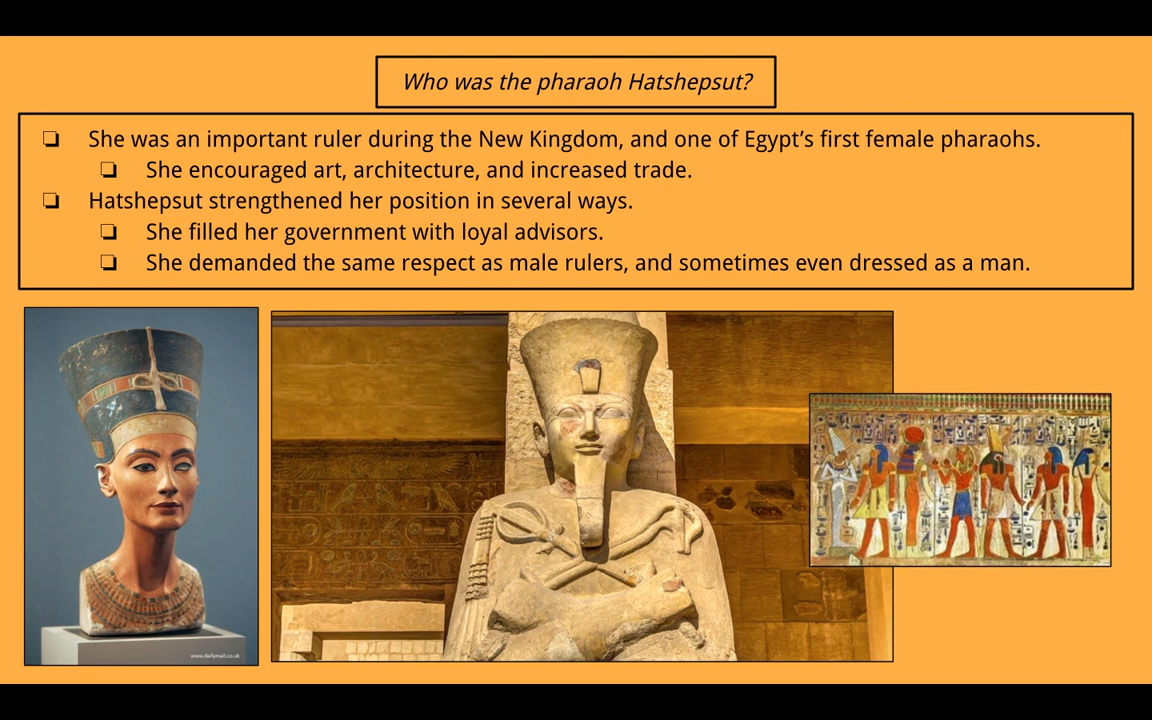 Who was the pharaoh Hatshepsut?
❏ She was an important ruler during the New Kingdom, and one of Egypt’s first female pharaohs.
❏ She encouraged art, architecture, and increased trade.
❏ Hatshepsut strengthened her position in several ways.
❏ She filled her government with loyal advisors.
❏ She demanded the same respect as male rulers, and sometimes even dressed as a man.
www.dailymail.co.uk